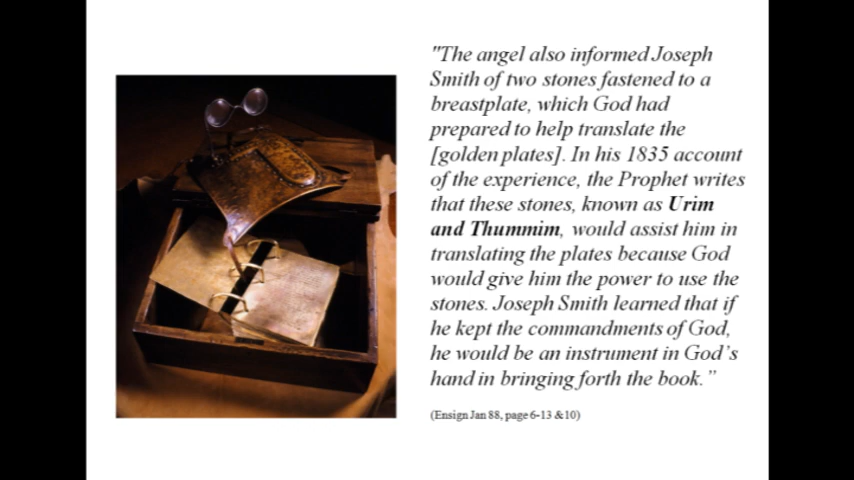 "The angel also informed Joseph
Smith of two stones fastened to a
breastplate, which God had
prepared to help translate the
[golden plates]. In his 1835 account
of the experience, the Prophet writes
that these stones, known as Urim
and Thummim, would assist him in
translating the plates because God
would give him the power to use the
stones. Joseph Smith learned that if
he kept the commandments of God,
he would be an instrument in God's
hand in bringing forth the book."
(Ensign Jan 88, page 6-13 &10)